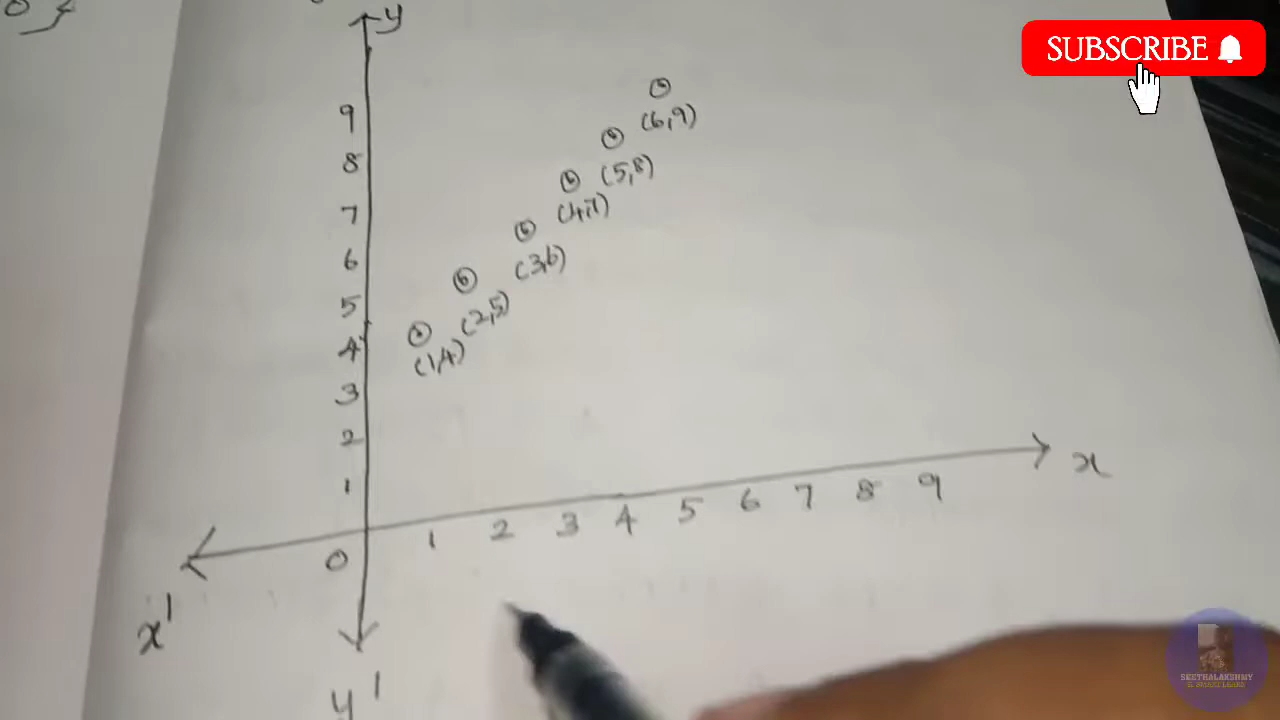 y
SUBSCRIBE
9
(6,9)
8
(5,8)
7
(4,7)
6
(3,6)
5
(2,5)
4
(1,4)
3
2
1
x
0 1 2 3 4 5 6 7 8 9
x'
y'
SEETHALAKSHMY